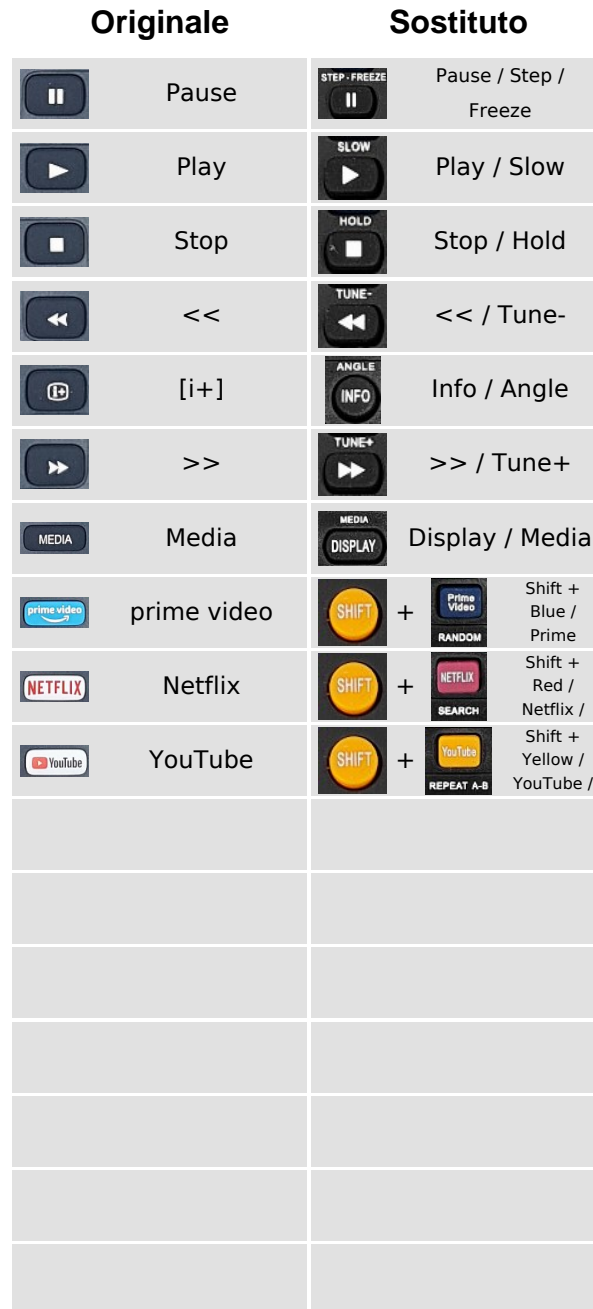 Originale Sostituto
Pause STEP-FREEZE Pause / Step /
Freeze
Play SLOW Play / Slow
Stop HOLD Stop / Hold
<< TUNE- << / Tune-
[i+] ANGLE INFO Info / Angle
>> TUNE+ >> / Tune+
MEDIA Media MEDIA DISPLAY Display / Media
prime video prime video SHIFT + Prime Video RANDOM Shift +
Blue /
Prime
NETFLIX Netflix SHIFT + NETFLIX SEARCH Shift +
Red /
Netflix /
YouTube YouTube SHIFT + YouTube REPEAT A-B Shift +
Yellow /
YouTube /